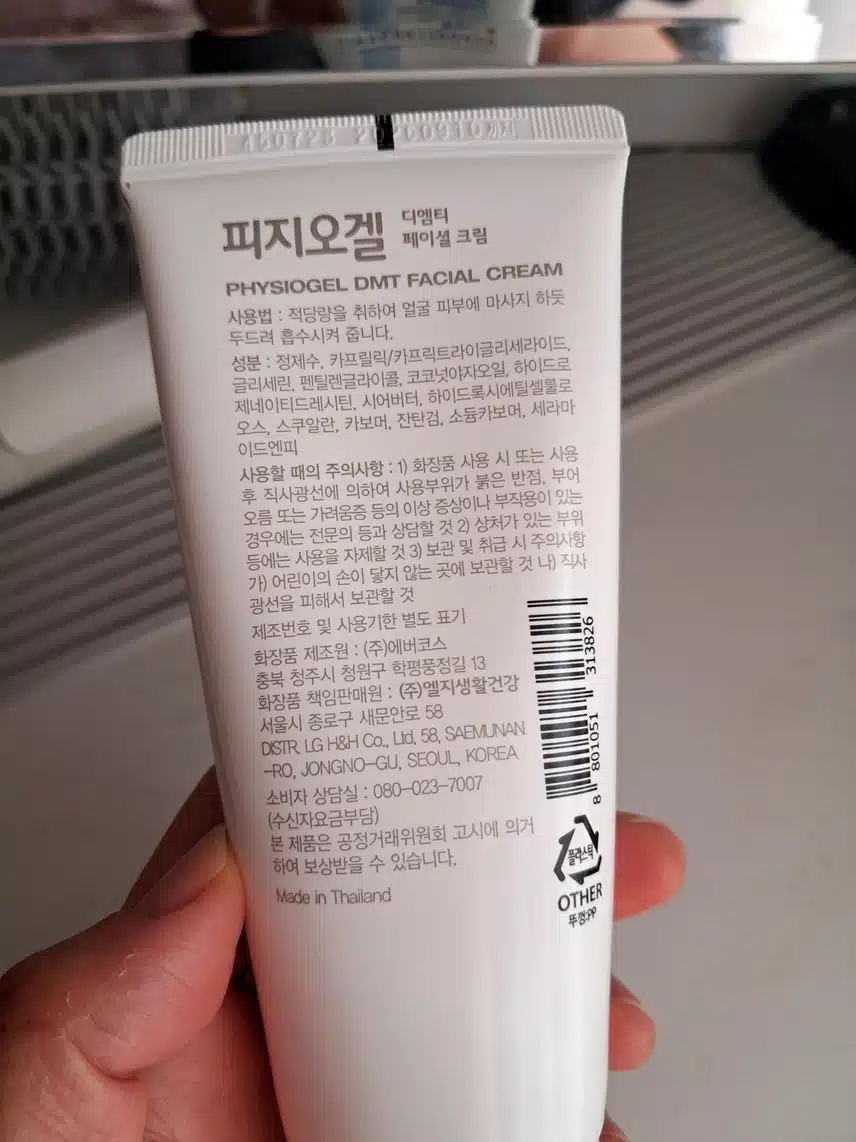 피지오겔 디엠티
페이셜 크림
PHYSIOGEL DMT FACIAL CREAM
사용법 : 적당량을 취하여 얼굴 피부에 마사지 하듯
두드려 흡수시켜 줍니다.
성분 : 정제수, 카프릴릭/카프릭트라이글리세라이드,
글리세린, 펜틸렌글라이콜, 코코넛야자오일, 하이드로
제네이티드레시틴, 시어버터, 하이드록시에틸셀룰로
오스, 스쿠알란, 카보머, 잔탄검, 소듐카보머, 세라마
이드엔피
사용할 때의 주의사항 : 1) 화장품 사용 시 또는 사용
후 직사광선에 의하여 사용부위가 붉은 반점, 부어
오름 또는 가려움증 등의 이상 증상이나 부작용이 있는
경우에는 전문의 등과 상담할 것 2) 상처가 있는 부위
등에는 사용을 자제할 것 3) 보관 및 취급 시 주의사항
가) 어린이의 손이 닿지 않는 곳에 보관할 것 나) 직사
광선을 피해서 보관할 것
제조번호 및 사용기한 별도 표기
화장품 제조원 : (주)에버코스
충북 청주시 청원구 학평풍정길 13
화장품 책임판매원 : (주)엘지생활건강
서울시 종로구 새문안로 58
DISTR. LG H&H Co., Ltd. 58, SAEMUNAN
-RO, JONGNO-GU, SEOUL, KOREA
소비자 상담실 : 080-023-7007
(수신자요금부담)
본 제품은 공정거래위원회 고시에 의거
하여 보상받을 수 있습니다.
Made in Thailand
8 801051 313826
플라스틱
OTHER
뚜껑:PP